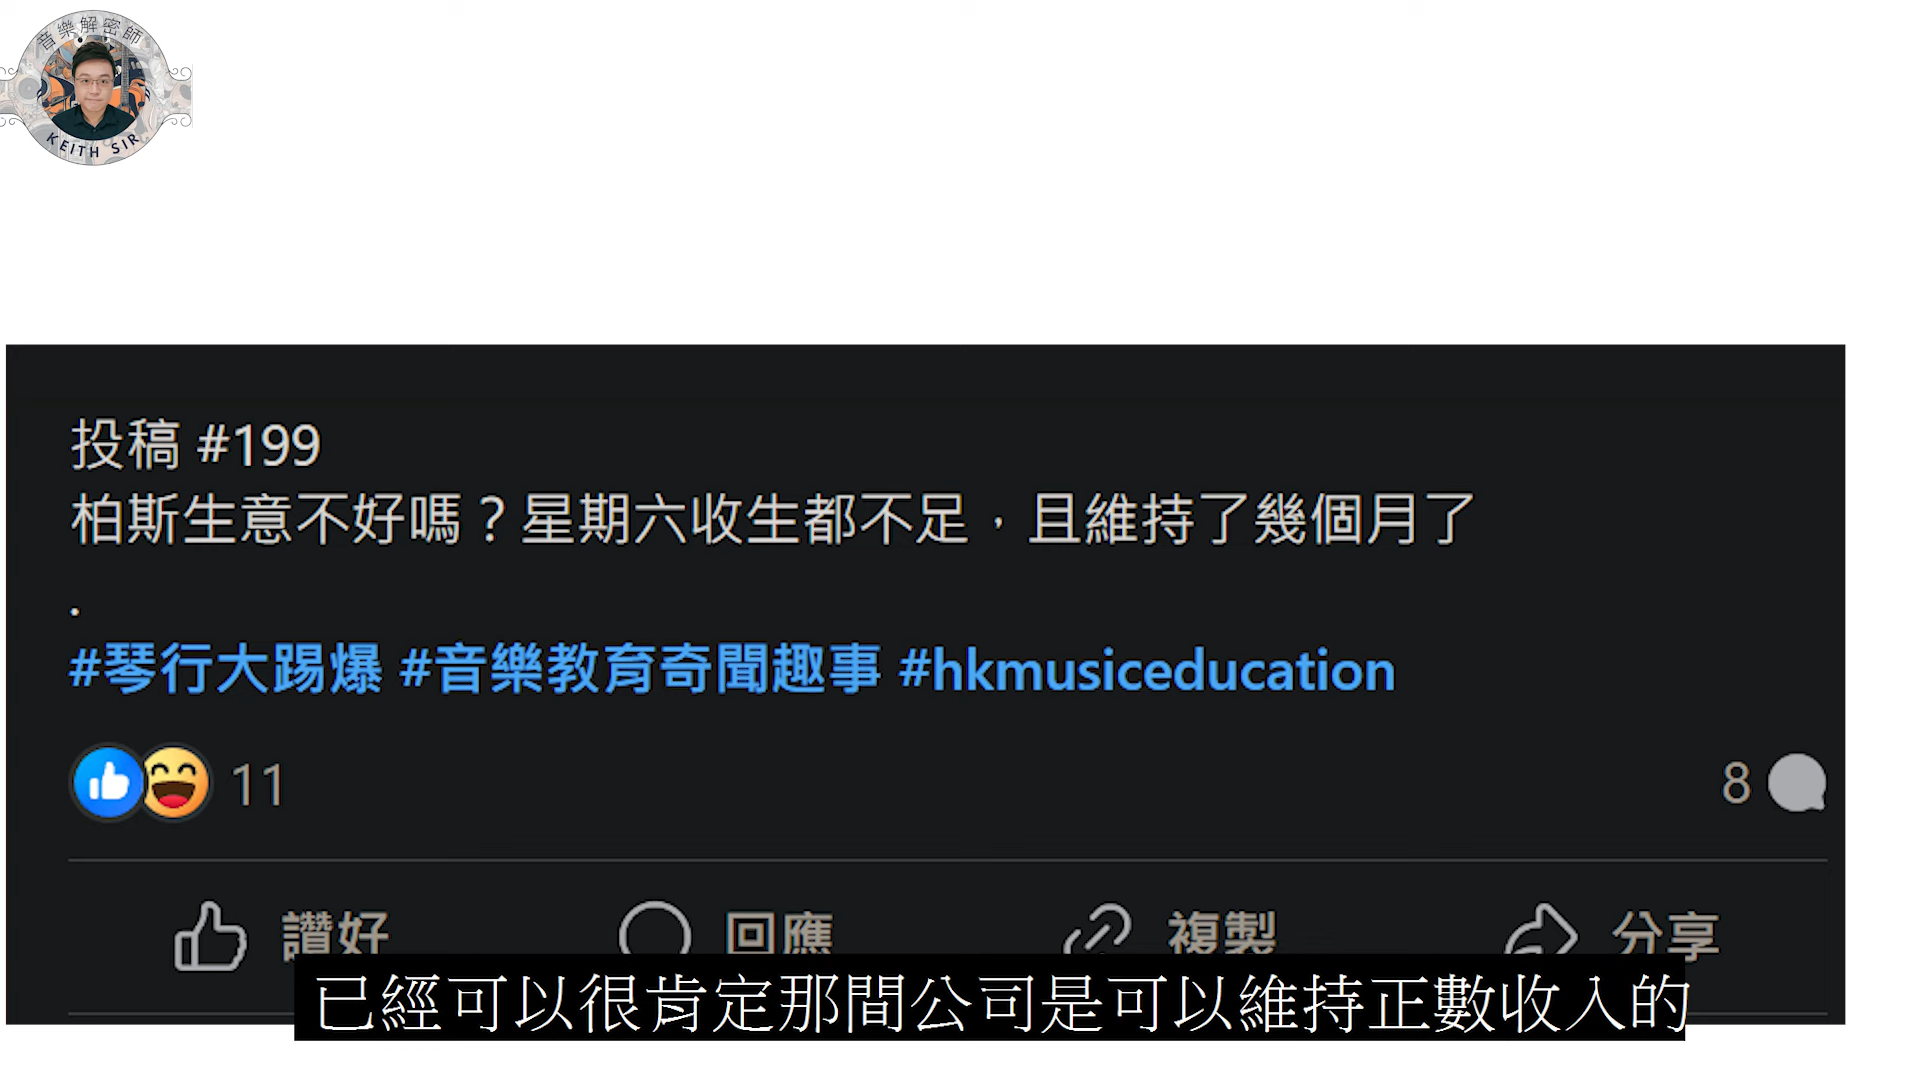 音樂解密師
KEITH SIR
投稿 #199
柏斯生意不好嗎？星期六收生都不足，且維持了幾個月了
.
#琴行大踢爆 #音樂教育奇聞趣事 #hkmusiceducation
11
8
讚好
回應
複製
分享
已經可以很肯定那間公司是可以維持正數收入的